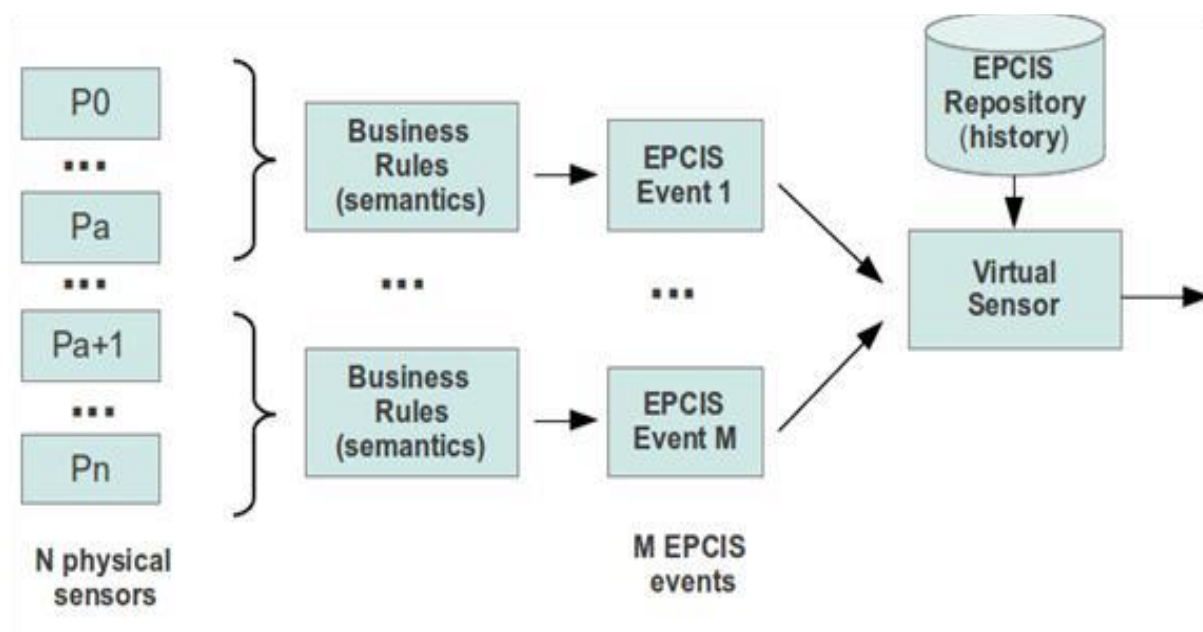 P0
...
Pa
...
Pa+1
...
Pn
N physical
sensors
Business
Rules
(semantics)
...
Business
Rules
(semantics)
EPCIS
Event 1
...
EPCIS
Event M
M EPCIS
events
EPCIS
Repository
(history)
Virtual
Sensor